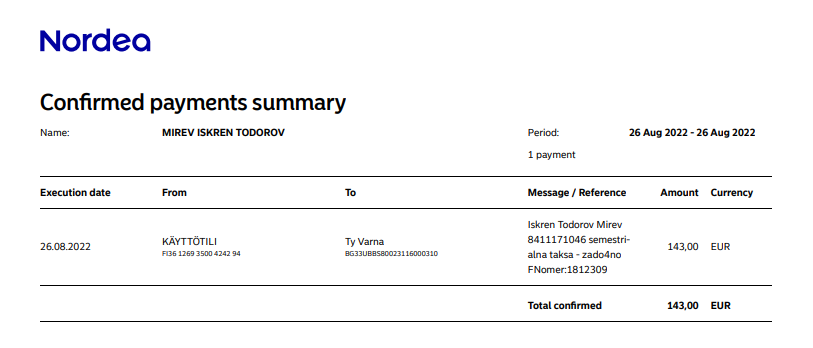 Nordea
Confirmed payments summary
Name: MIREV ISKREN TODOROV Period: 26 Aug 2022 - 26 Aug 2022
1 payment
Execution date From To Message / Reference Amount Currency
26.08.2022 KÄYTTÖTILI Ty Varna Iskren Todorov Mirev 143,00 EUR
FI36 1269 3500 4242 94 BG33UBBS80023116000310 8411171046 semestri-
alna taksa - zado4no
FNomer:1812309
Total confirmed 143,00 EUR